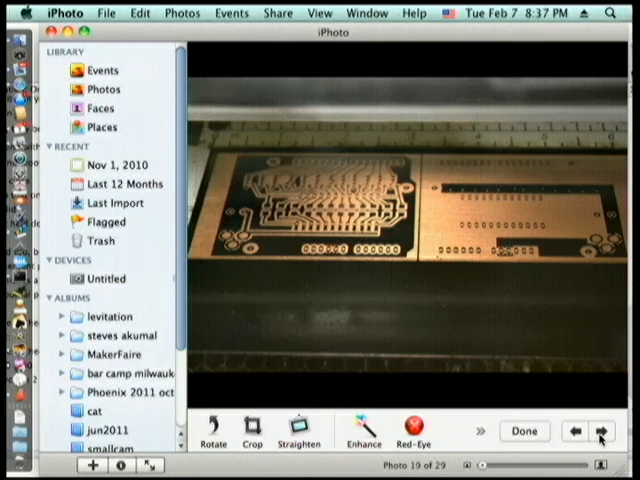 iPhoto File Edit Photos Events Share View Window Help Tue Feb 7 8:37 PM
iPhoto
LIBRARY
Events
Photos
Faces
Places
RECENT
Nov 1, 2010
Last 12 Months
Last Import
Flagged
Trash
DEVICES
Untitled
ALBUMS
levitation
steves akumal
MakerFaire
bar camp milwauk
Phoenix 2011 oct
cat
jun2011
smallcam
Rotate Crop Straighten Enhance Red-Eye » Done
Photo 19 of 29